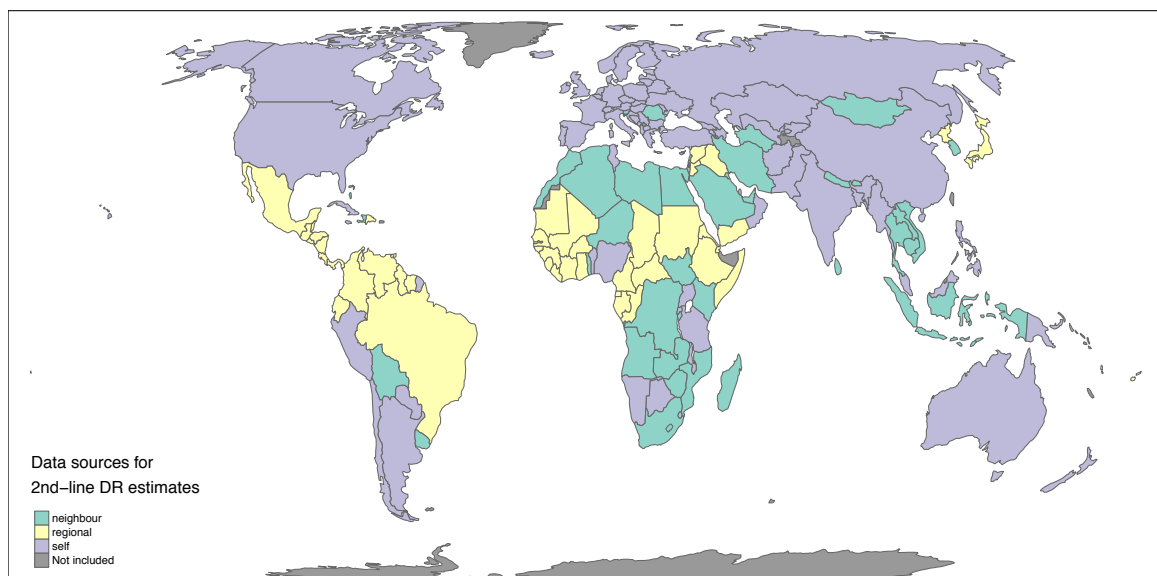 Data sources for
2nd−line DR estimates
neighbour
regional
self
Not included